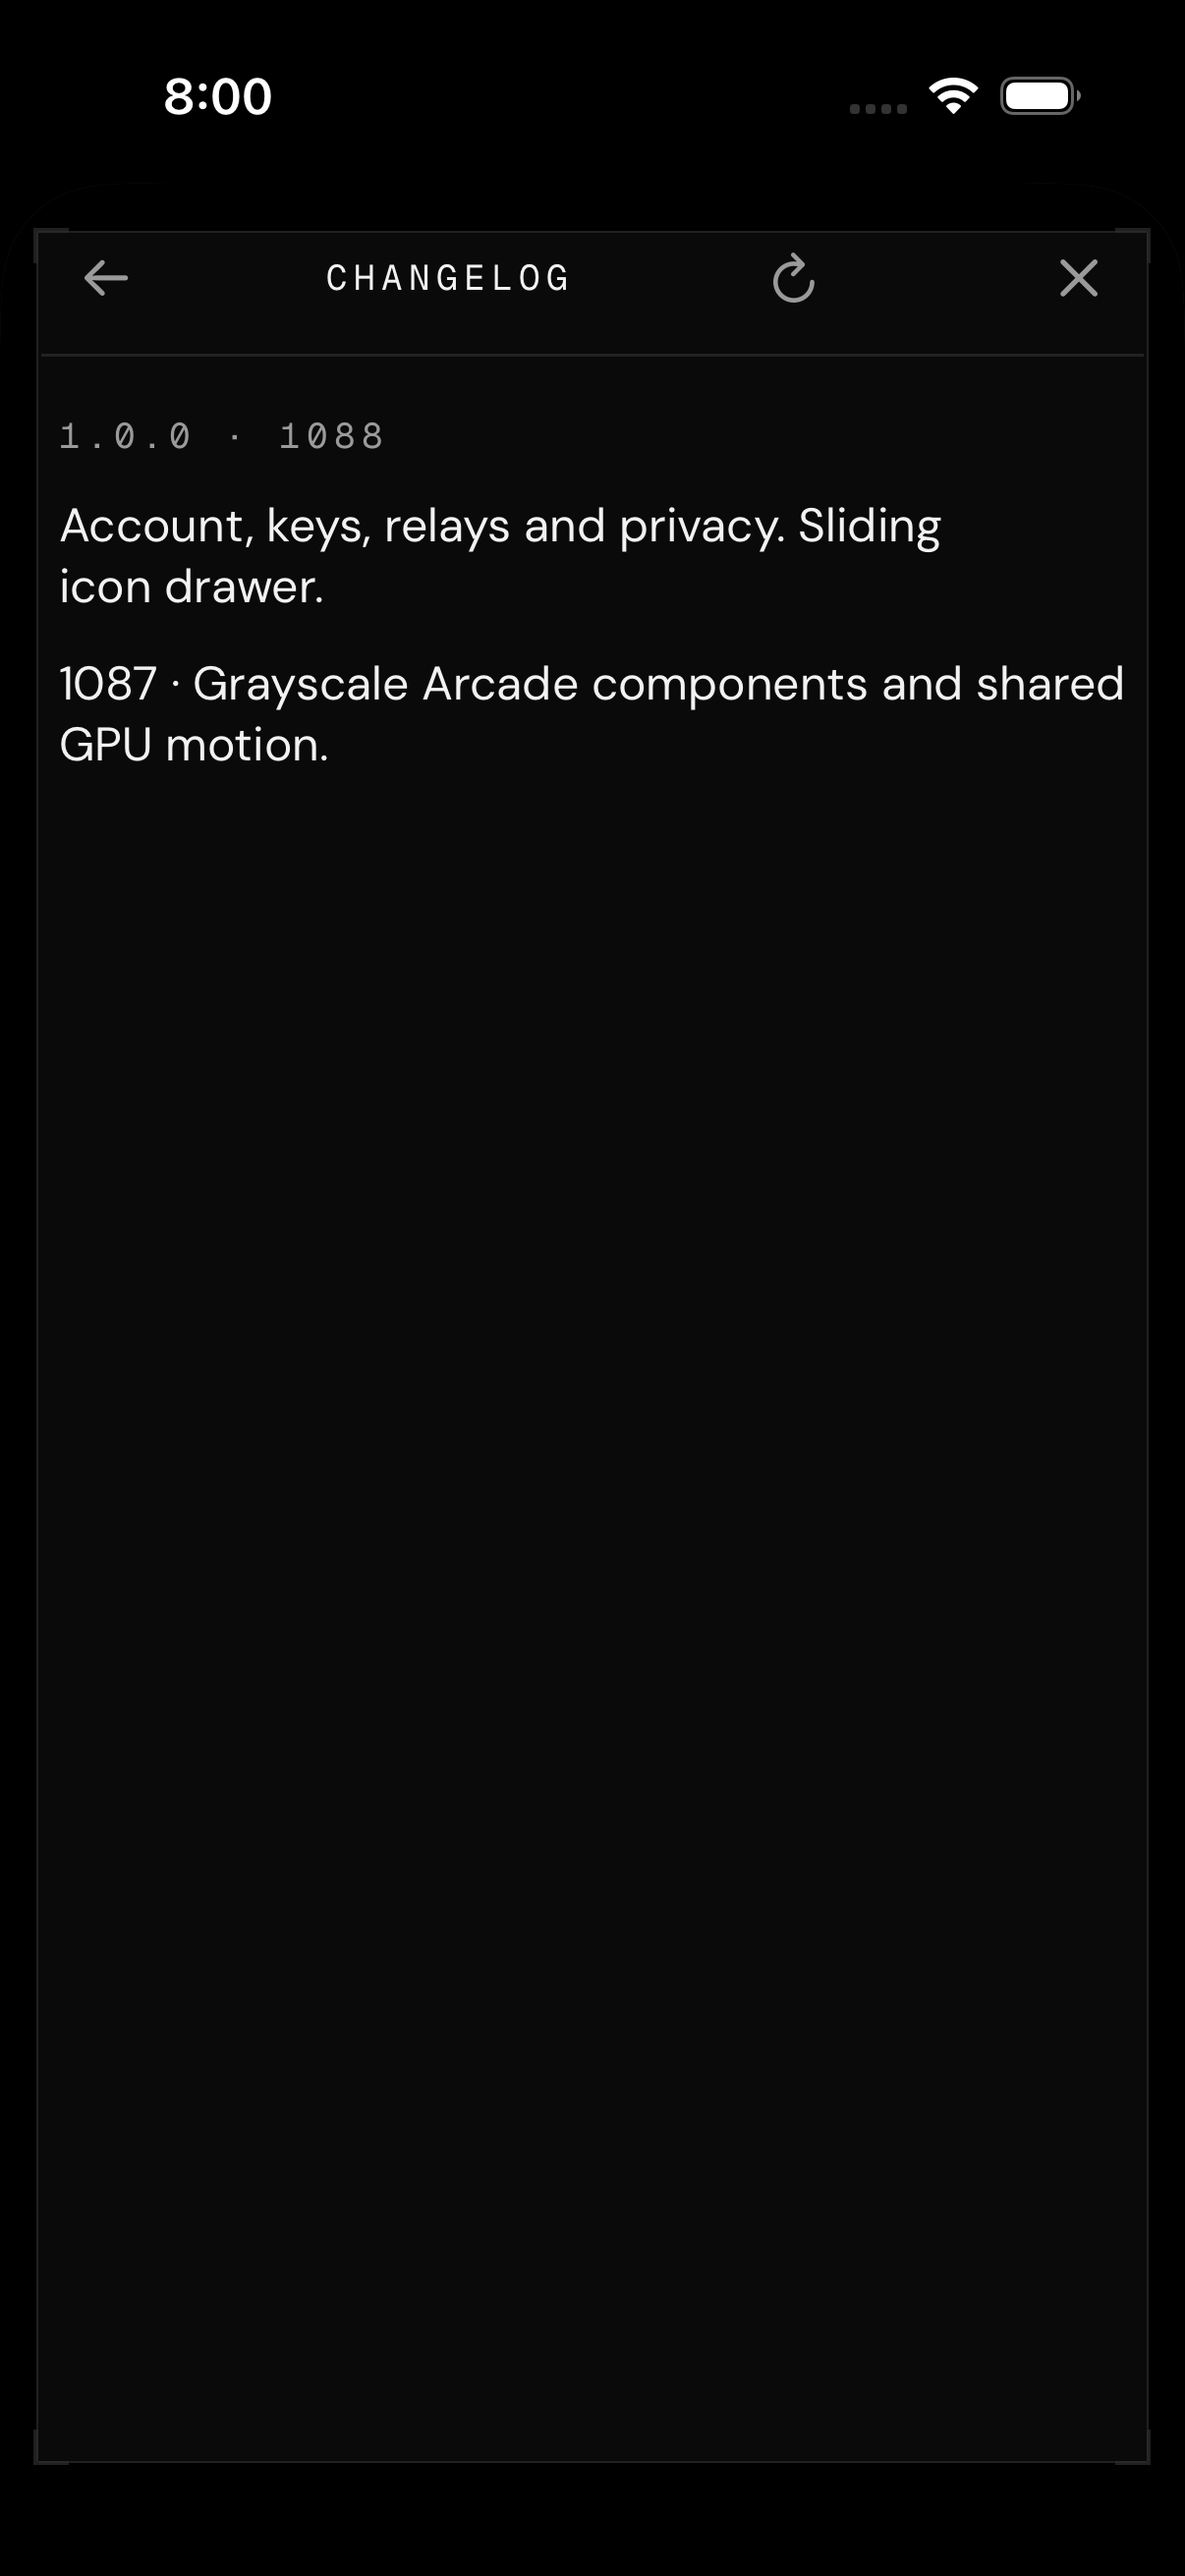 8:00
CHANGELOG
1.0.0 · 1088
Account, keys, relays and privacy. Sliding
icon drawer.
1087 · Grayscale Arcade components and shared
GPU motion.